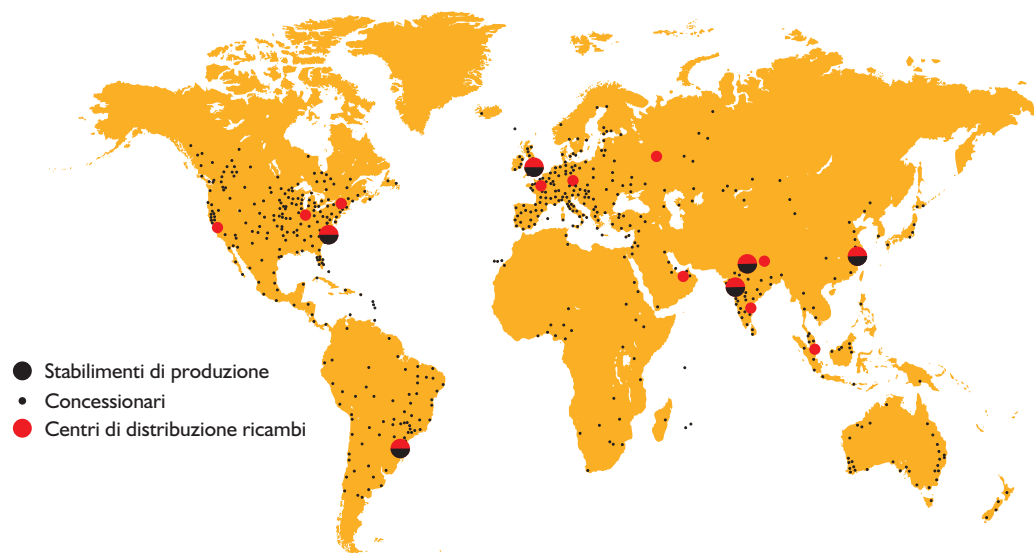 Stabilimenti di produzione
Concessionari
Centri di distribuzione ricambi